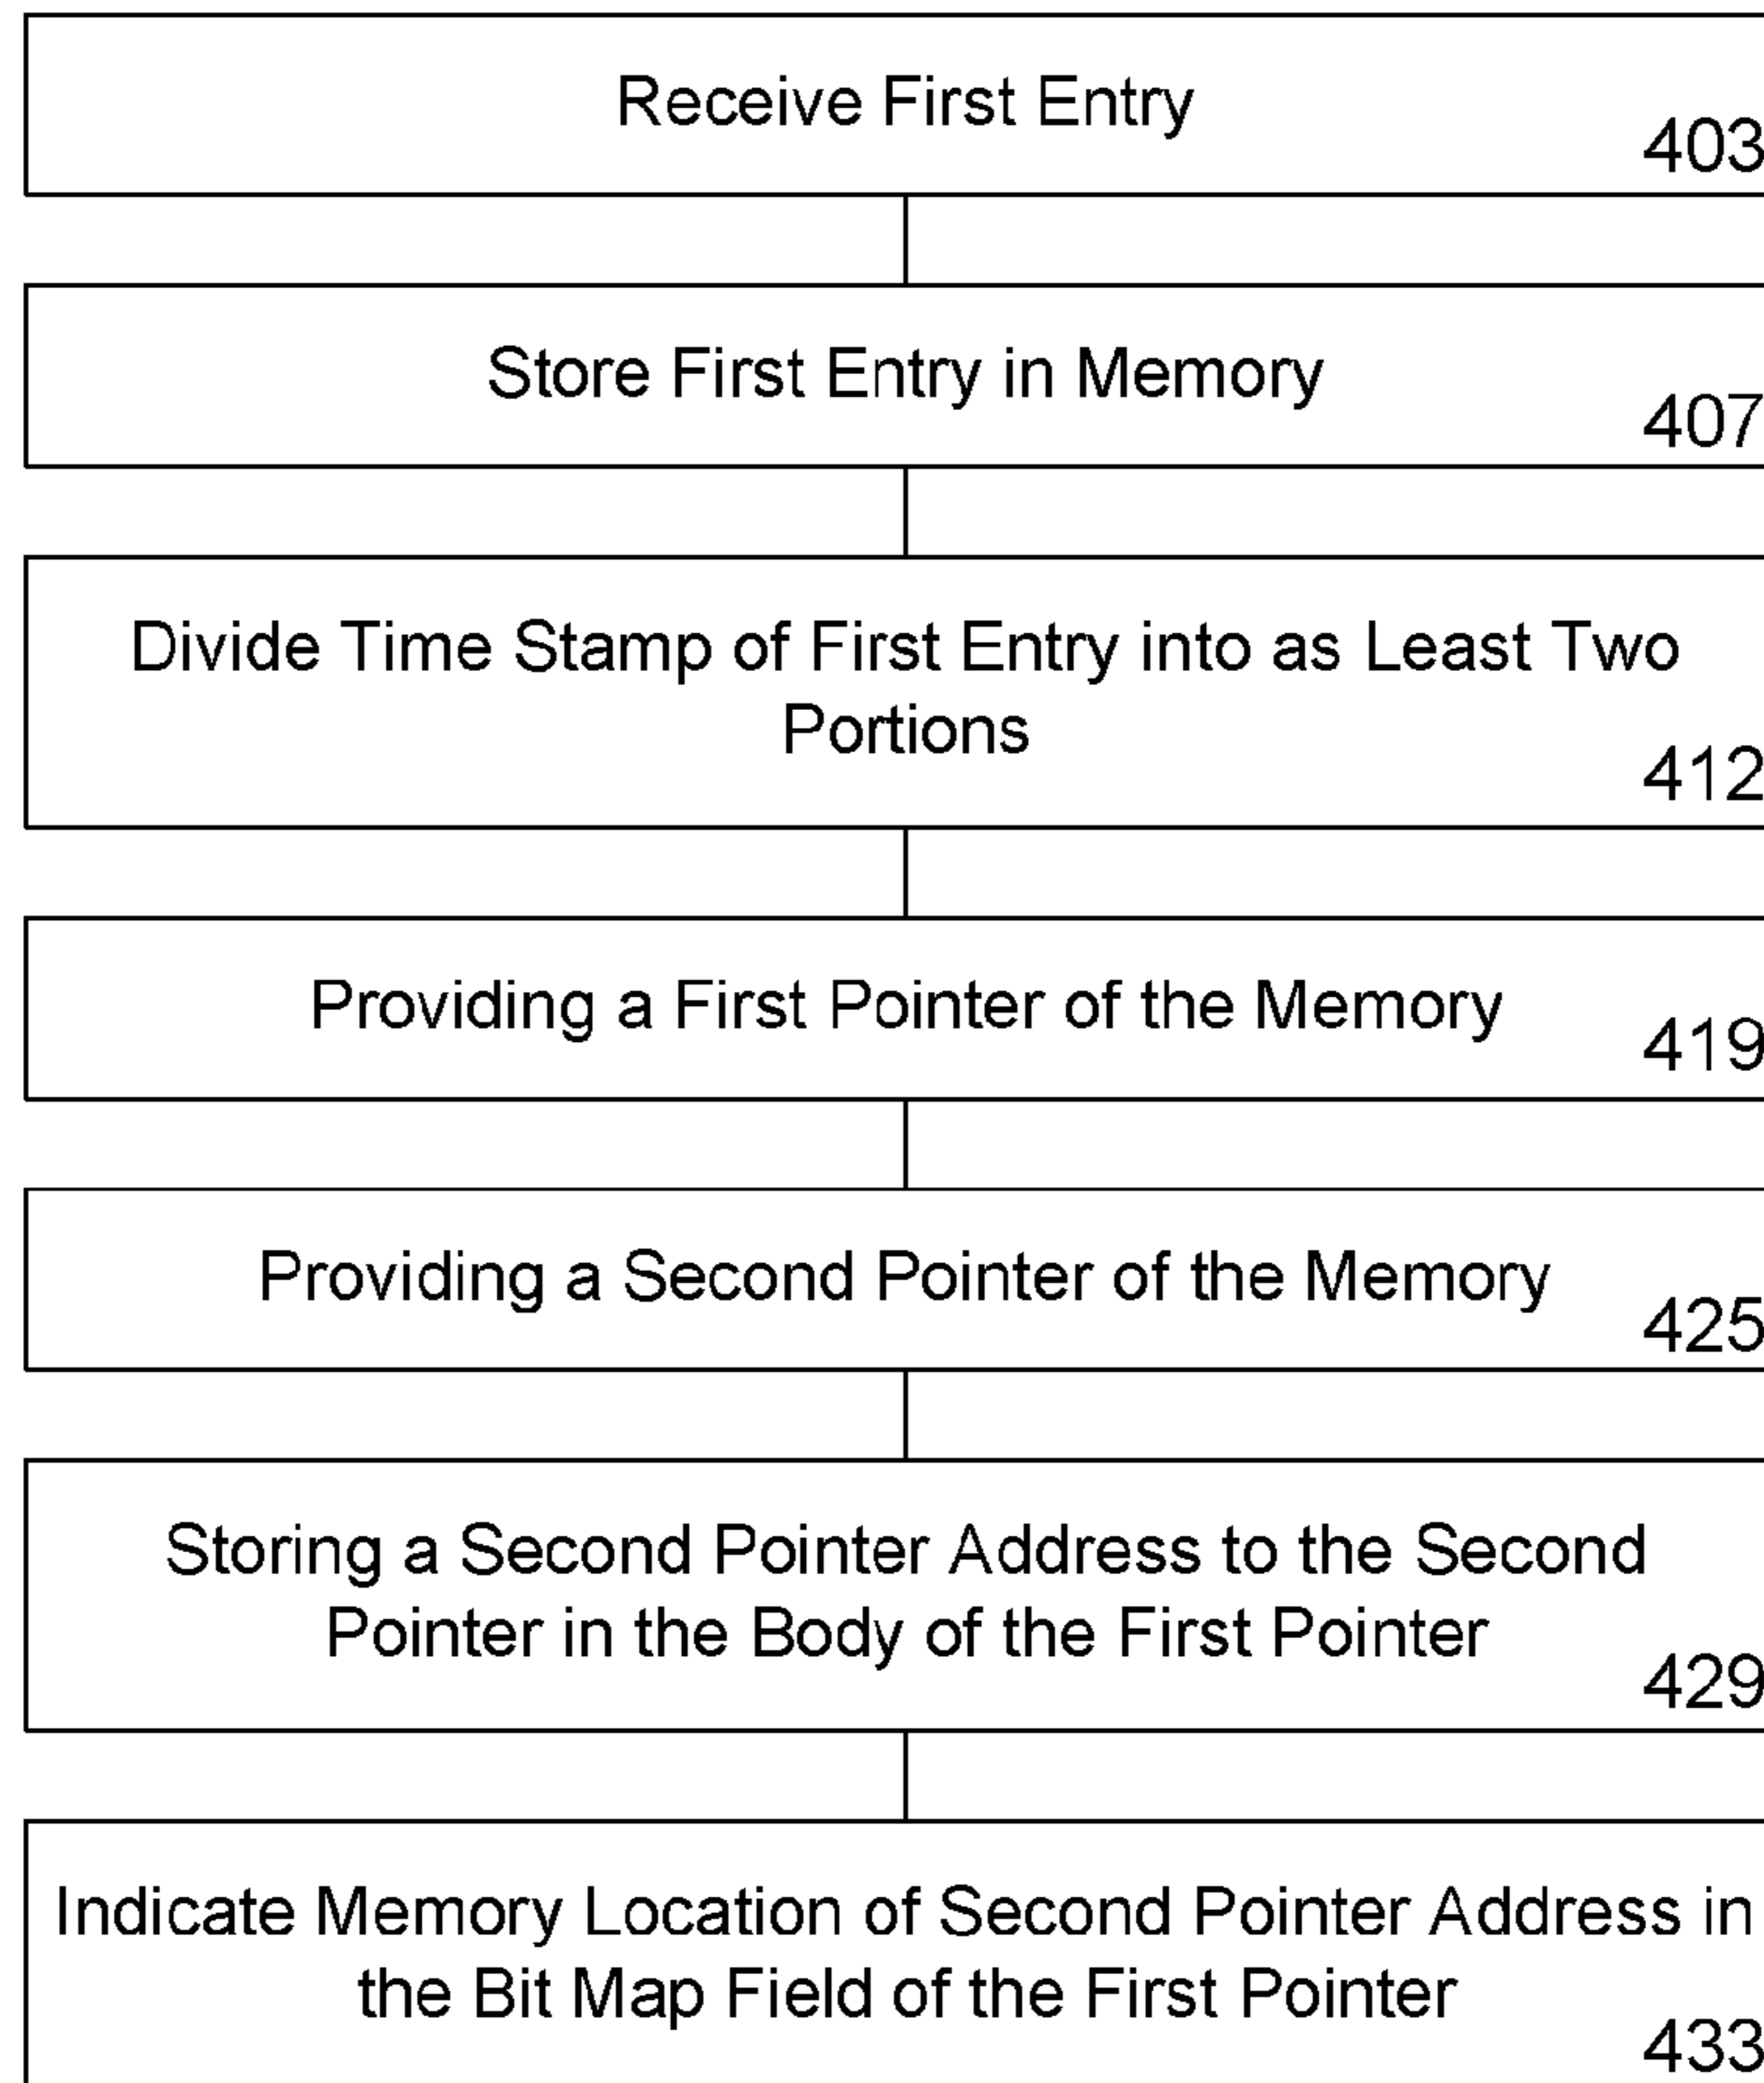 Receive First Entry
403
Store First Entry in Memory
407
Divide Time Stamp of First Entry into as Least Two
Portions
412
Providing a First Pointer of the Memory
419
Providing a Second Pointer of the Memory
425
Storing a Second Pointer Address to the Second
Pointer in the Body of the First Pointer
429
Indicate Memory Location of Second Pointer Address in
the Bit Map Field of the First Pointer
433